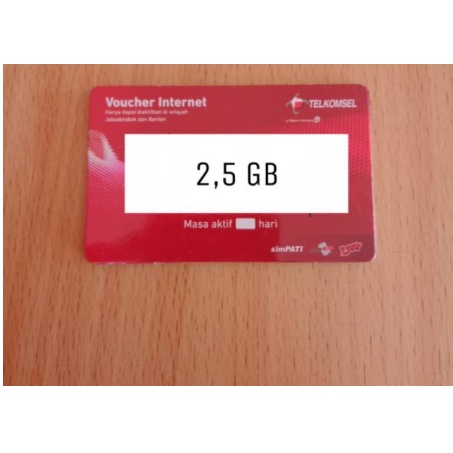 Voucher Internet
Hanya dapat diaktifkan di wilayah
Jabodetabek dan Banten
TELKOMSEL
2,5 GB
Masa aktif hari
simPATI